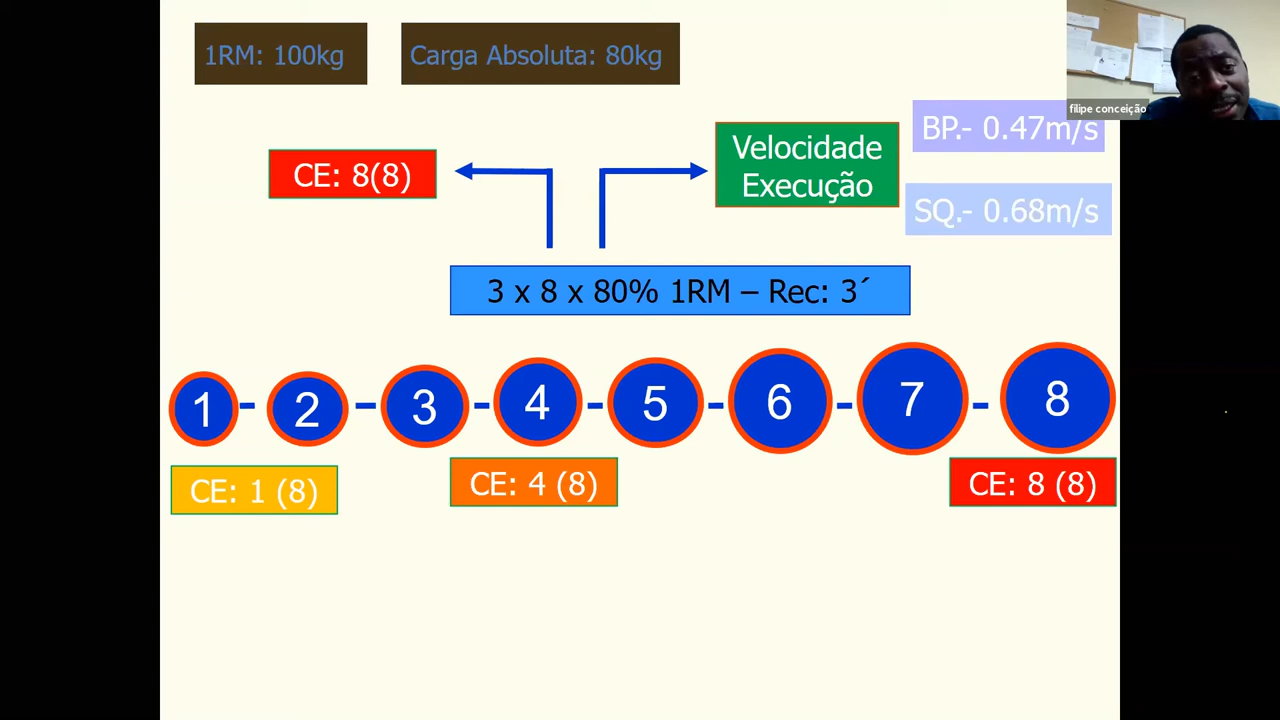 1RM: 100kg
Carga Absoluta: 80kg
filipe conceição
BP.- 0.47m/s
Velocidade
Execução
CE: 8(8)
SQ.- 0.68m/s
3 x 8 x 80% 1RM – Rec: 3´
1 - 2 - 3 - 4 - 5 - 6 - 7 - 8
CE: 1 (8)
CE: 4 (8)
CE: 8 (8)